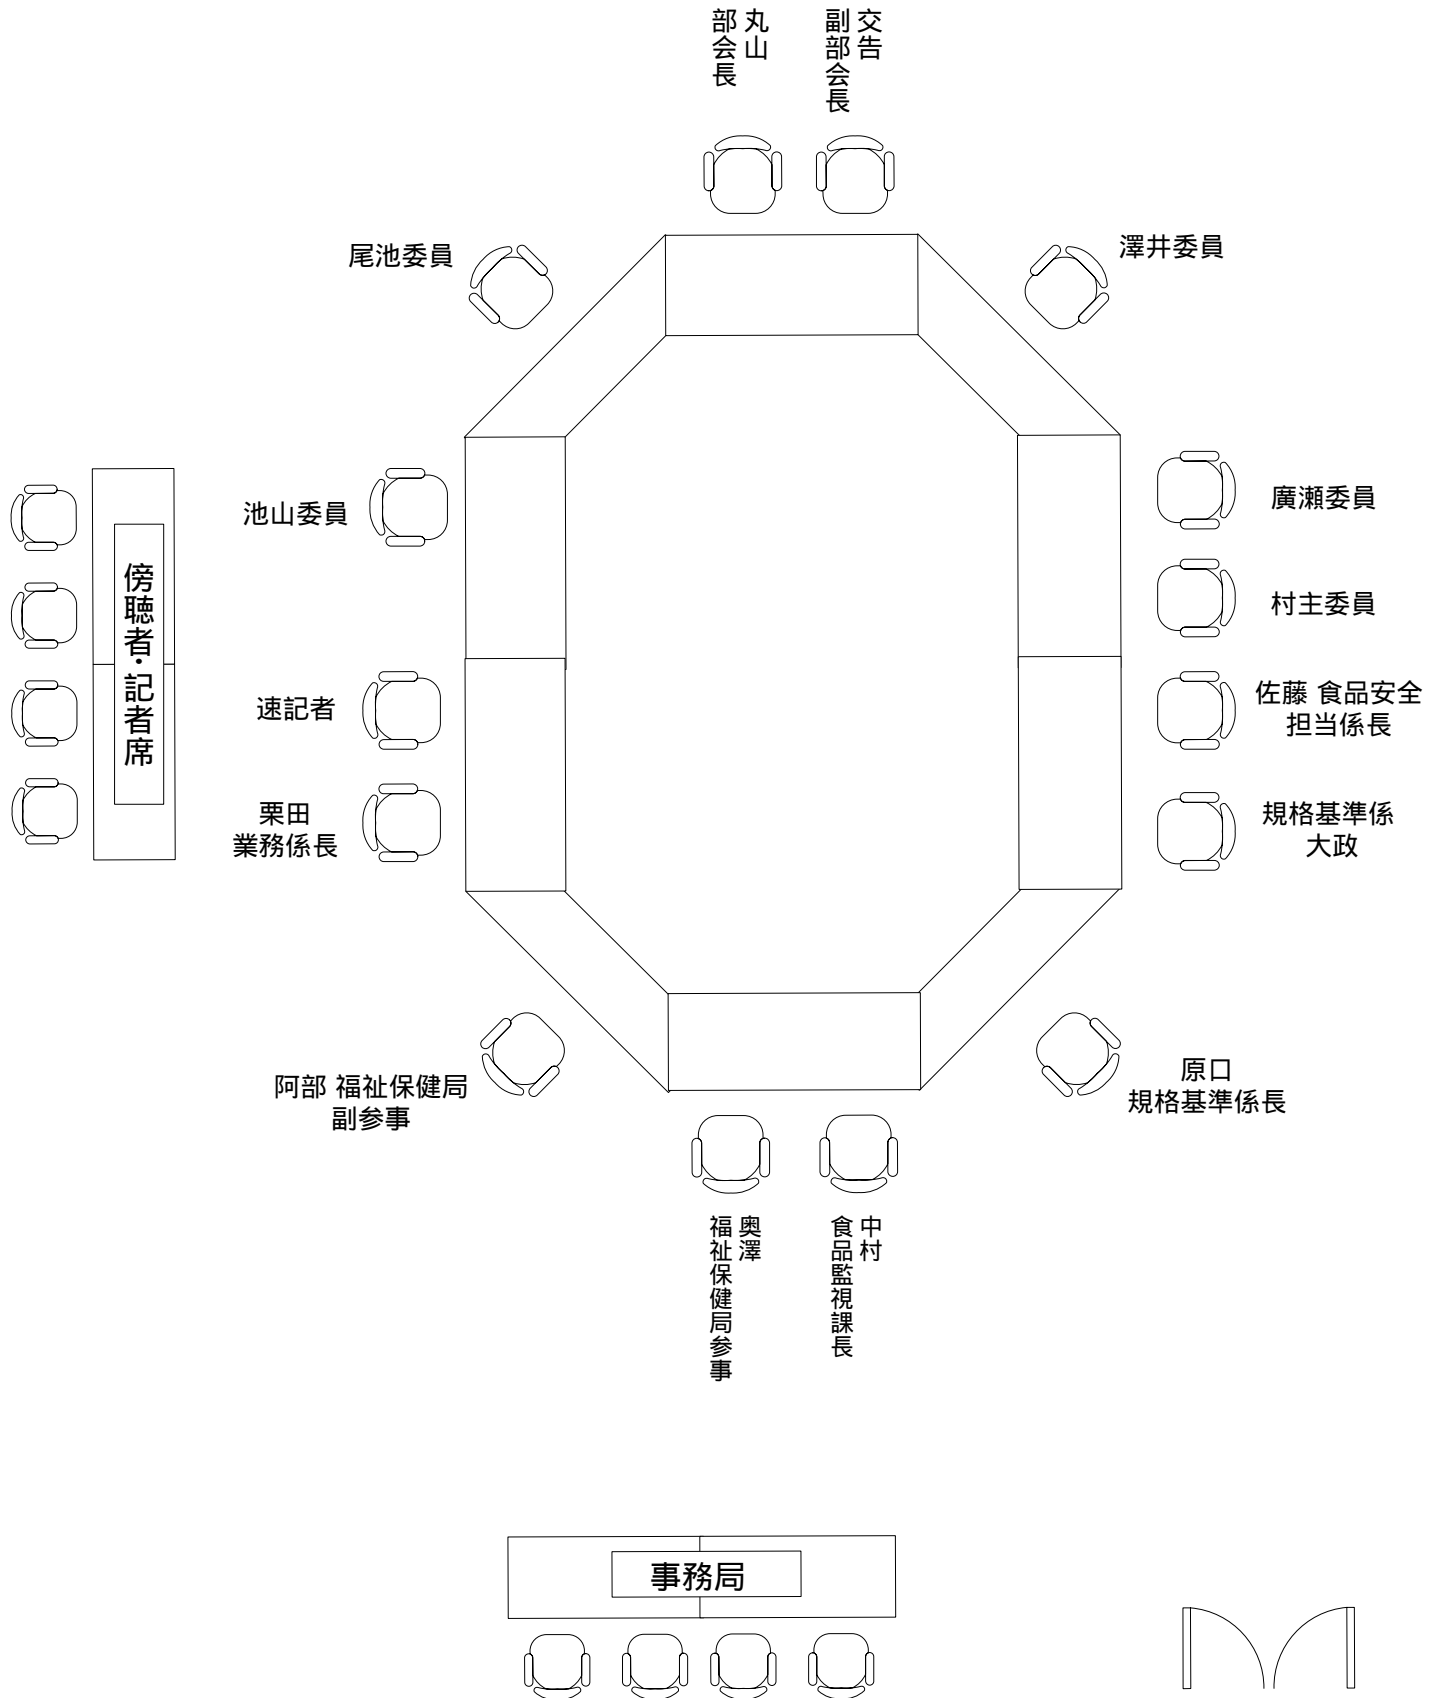 丸山
部会長
交告
副部会長
尾池委員
澤井委員
池山委員
廣瀬委員
村主委員
傍聴者・記者席
速記者
佐藤 食品安全
担当係長
栗田
業務係長
規格基準係
大政
阿部 福祉保健局
副参事
原口
規格基準係長
奥澤
福祉保健局参事
中村
食品監視課長
事務局